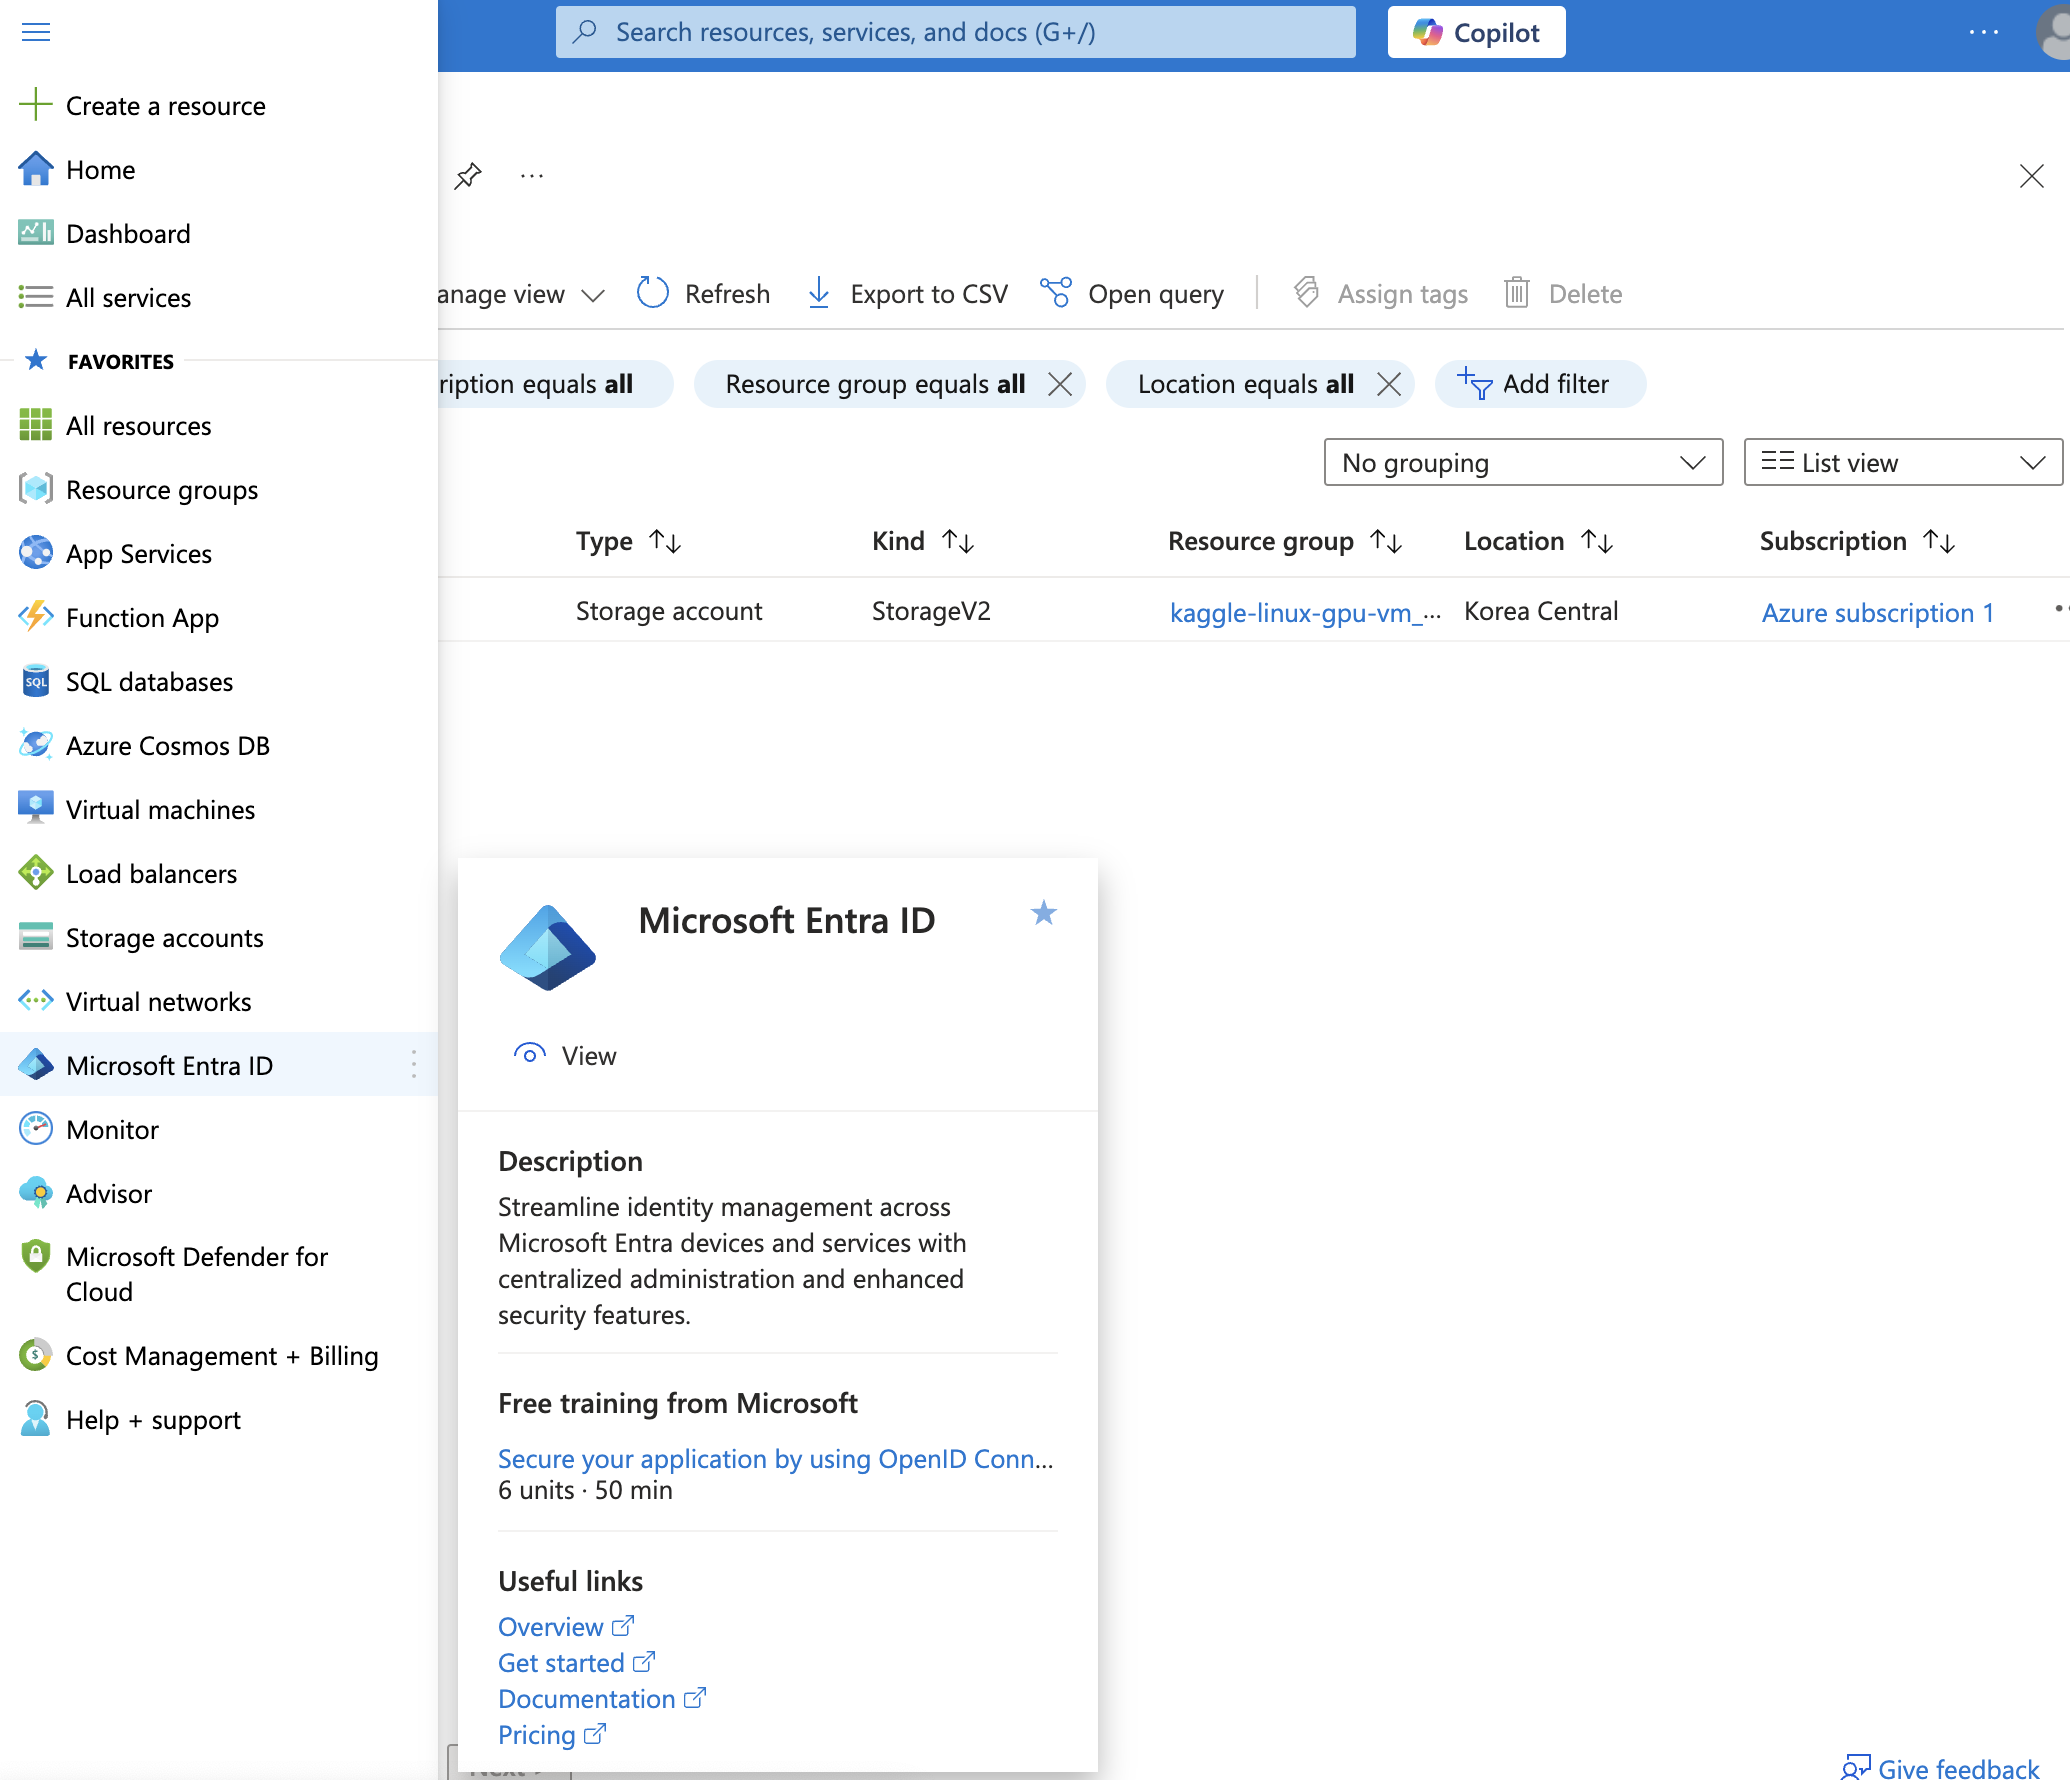 Search resources, services, and docs (G+/)
Copilot
Create a resource
Home
Dashboard
All services
FAVORITES
All resources
Resource groups
App Services
Function App
SQL databases
Azure Cosmos DB
Virtual machines
Load balancers
Storage accounts
Virtual networks
Microsoft Entra ID
Monitor
Advisor
Microsoft Defender for
Cloud
Cost Management + Billing
Help + support
anage view Refresh Export to CSV Open query Assign tags Delete
ription equals all Resource group equals all Location equals all Add filter
No grouping List view
Type Kind Resource group Location Subscription
Storage account StorageV2 kaggle-linux-gpu-vm_... Korea Central Azure subscription 1
Microsoft Entra ID
View
Description
Streamline identity management across
Microsoft Entra devices and services with
centralized administration and enhanced
security features.
Free training from Microsoft
Secure your application by using OpenID Conn...
6 units · 50 min
Useful links
Overview
Get started
Documentation
Pricing
Give feedback